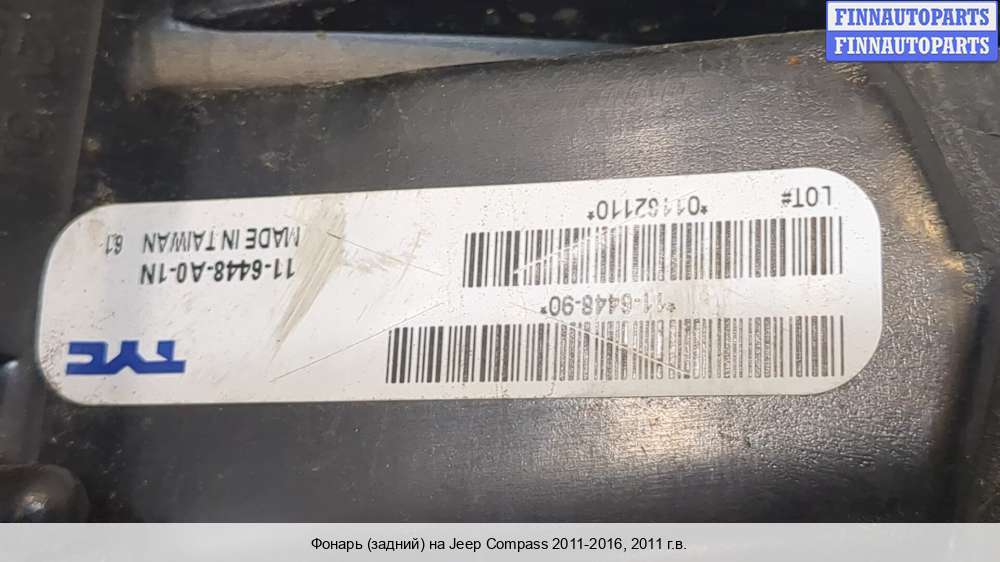 FINNAUTOPARTS
FINNAUTOPARTS
TYC
*11-6448-90*
11-6448-A0-1N
MADE IN TAIWAN 61
LOT# *01162110*
Фонарь (задний) на Jeep Compass 2011-2016, 2011 г.в.